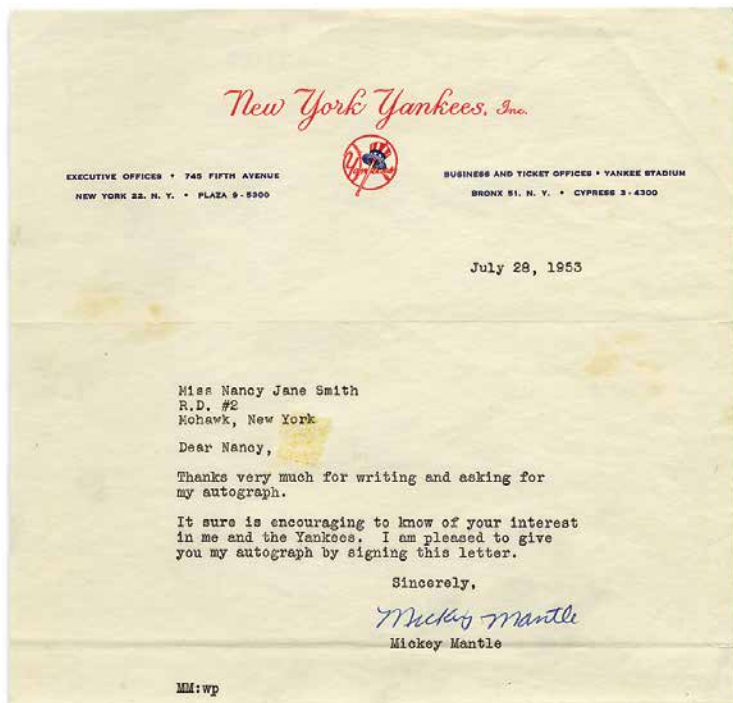 New York Yankees, Inc.
Yankees
EXECUTIVE OFFICES • 745 FIFTH AVENUE
NEW YORK 22, N. Y. • PLAZA 9-5300
BUSINESS AND TICKET OFFICES • YANKEE STADIUM
BRONX 51, N. Y. • CYPRESS 3-4300
July 28, 1953
Miss Nancy Jane Smith
R.D. #2
Mohawk, New York
Dear Nancy,
Thanks very much for writing and asking for
my autograph.
It sure is encouraging to know of your interest
in me and the Yankees. I am pleased to give
you my autograph by signing this letter.
Sincerely,
Mickey Mantle
Mickey Mantle
MM:wp